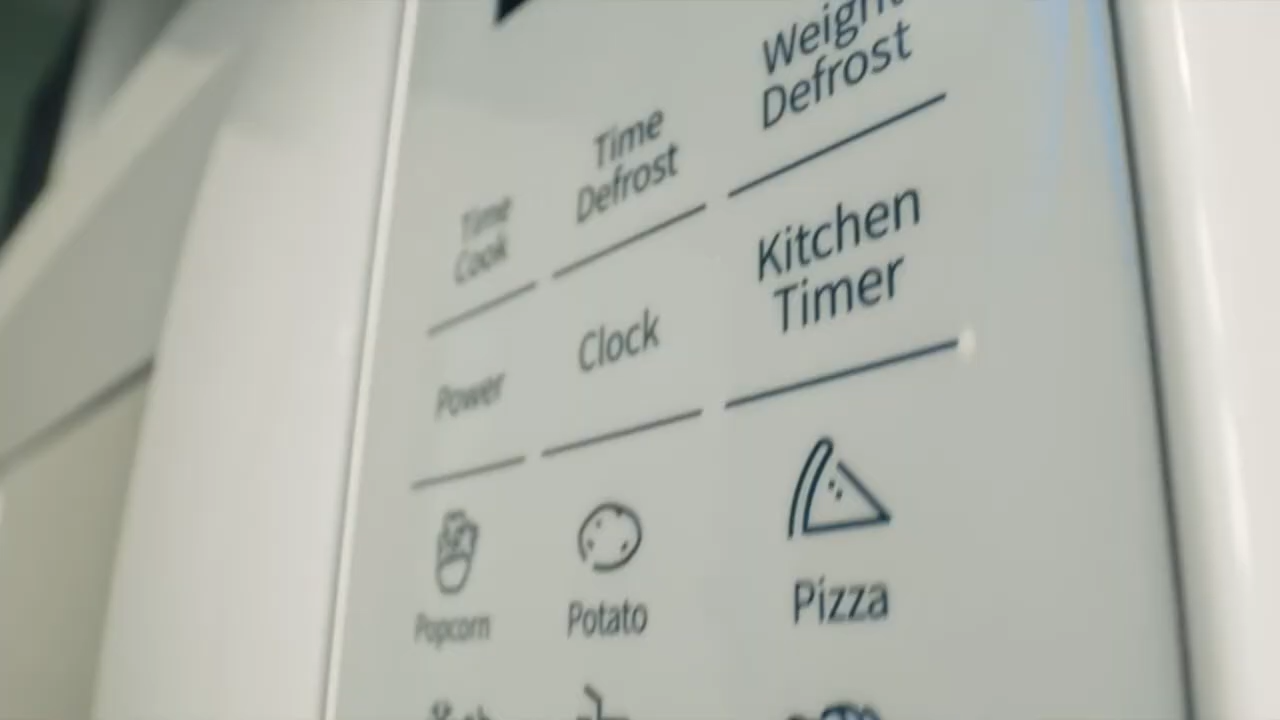 Time
Cook
Time
Defrost
Weight
Defrost
Power
Clock
Kitchen
Timer
Popcorn
Potato
Pizza